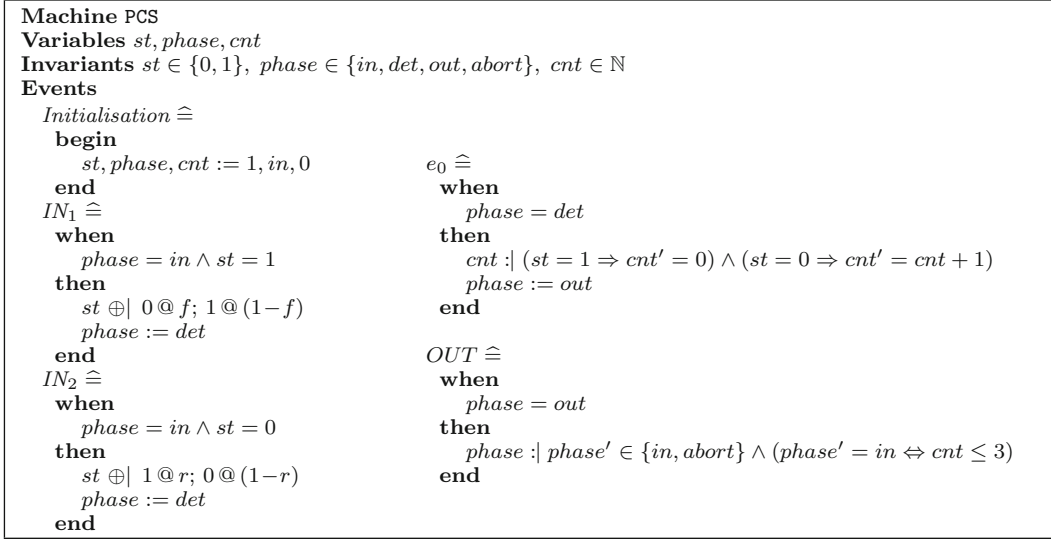 Machine PCS
Variables st, phase, cnt
Invariants st ∈ {0, 1}, phase ∈ {in, det, out, abort}, cnt ∈ ℕ
Events
Initialisation ≙
begin
st, phase, cnt := 1, in, 0
end
IN₁ ≙
when
phase = in ∧ st = 1
then
st ⊕| 0 @ f; 1 @ (1−f)
phase := det
end
IN₂ ≙
when
phase = in ∧ st = 0
then
st ⊕| 1 @ r; 0 @ (1−r)
phase := det
end
e₀ ≙
when
phase = det
then
cnt :| (st = 1 ⇒ cnt′ = 0) ∧ (st = 0 ⇒ cnt′ = cnt + 1)
phase := out
end
OUT ≙
when
phase = out
then
phase :| phase′ ∈ {in, abort} ∧ (phase′ = in ⇔ cnt ≤ 3)
end